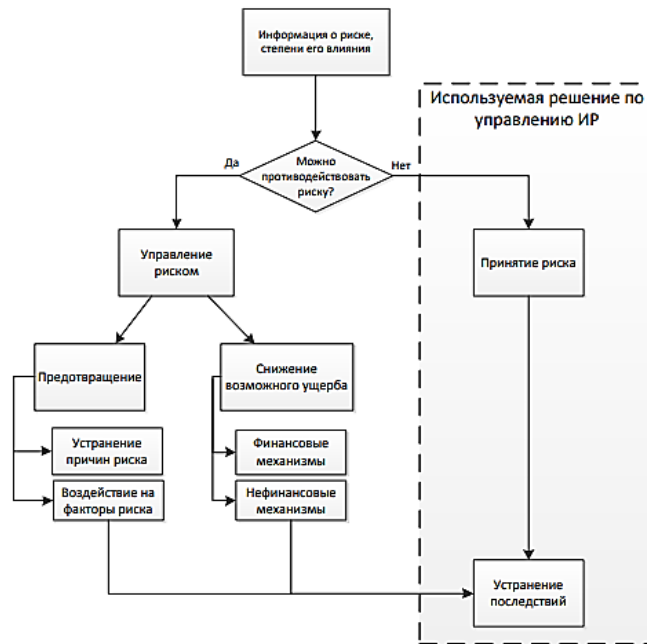 Информация о риске,
степени его влияния
Используемая решение по
управлению ИР
Да
Можно
противодействовать
риску?
Нет
Управление
риском
Принятие риска
Предотвращение
Снижение
возможного ущерба
Устранение
причин риска
Финансовые
механизмы
Воздействие на
факторы риска
Нефинансовые
механизмы
Устранение
последствий